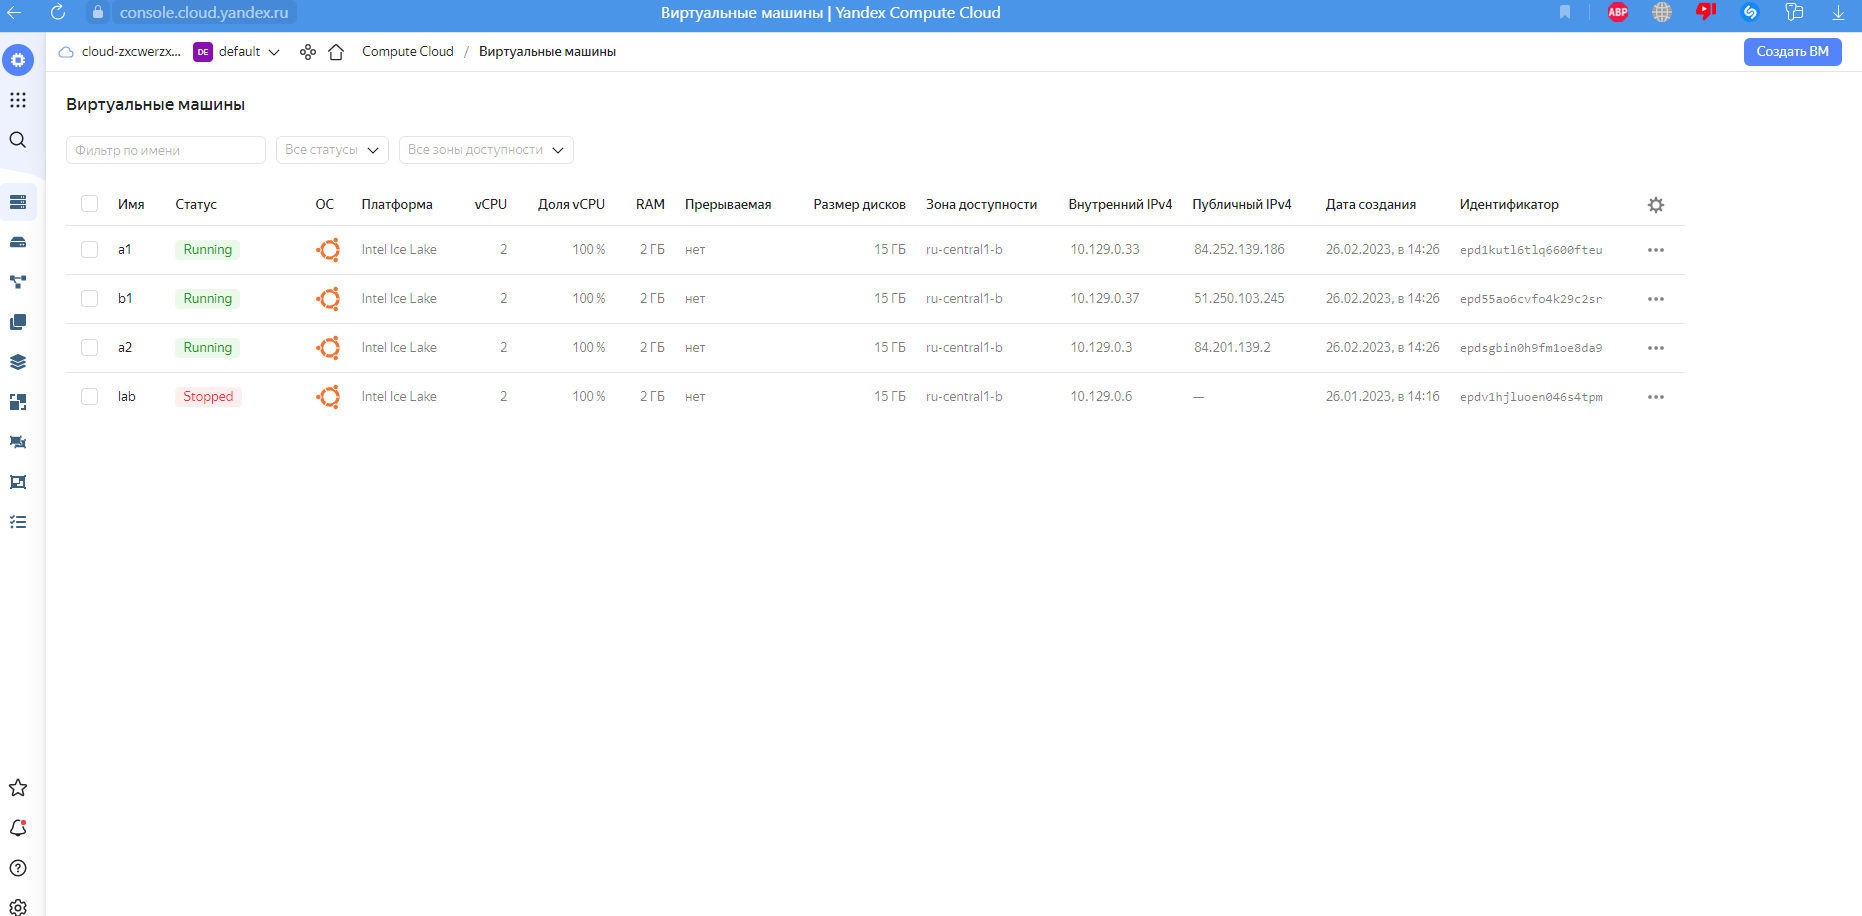 console.cloud.yandex.ru Виртуальные машины | Yandex Compute Cloud ABP
cloud-zxcwerzx... DE default Compute Cloud / Виртуальные машины Создать ВМ
Виртуальные машины
Фильтр по имени Все статусы Все зоны доступности
Имя Статус ОС Платформа vCPU Доля vCPU RAM Прерываемая Размер дисков Зона доступности Внутренний IPv4 Публичный IPv4 Дата создания Идентификатор
a1 Running Intel Ice Lake 2 100 % 2 ГБ нет 15 ГБ ru-central1-b 10.129.0.33 84.252.139.186 26.02.2023, в 14:26 epd1kutl6tlq6600fteu
b1 Running Intel Ice Lake 2 100 % 2 ГБ нет 15 ГБ ru-central1-b 10.129.0.37 51.250.103.245 26.02.2023, в 14:26 epd55ao6cvfo4k29c2sr
a2 Running Intel Ice Lake 2 100 % 2 ГБ нет 15 ГБ ru-central1-b 10.129.0.3 84.201.139.2 26.02.2023, в 14:26 epdsgbin0h9fm1oe8da9
lab Stopped Intel Ice Lake 2 100 % 2 ГБ нет 15 ГБ ru-central1-b 10.129.0.6 — 26.01.2023, в 14:16 epdv1hjluoen046s4tpm